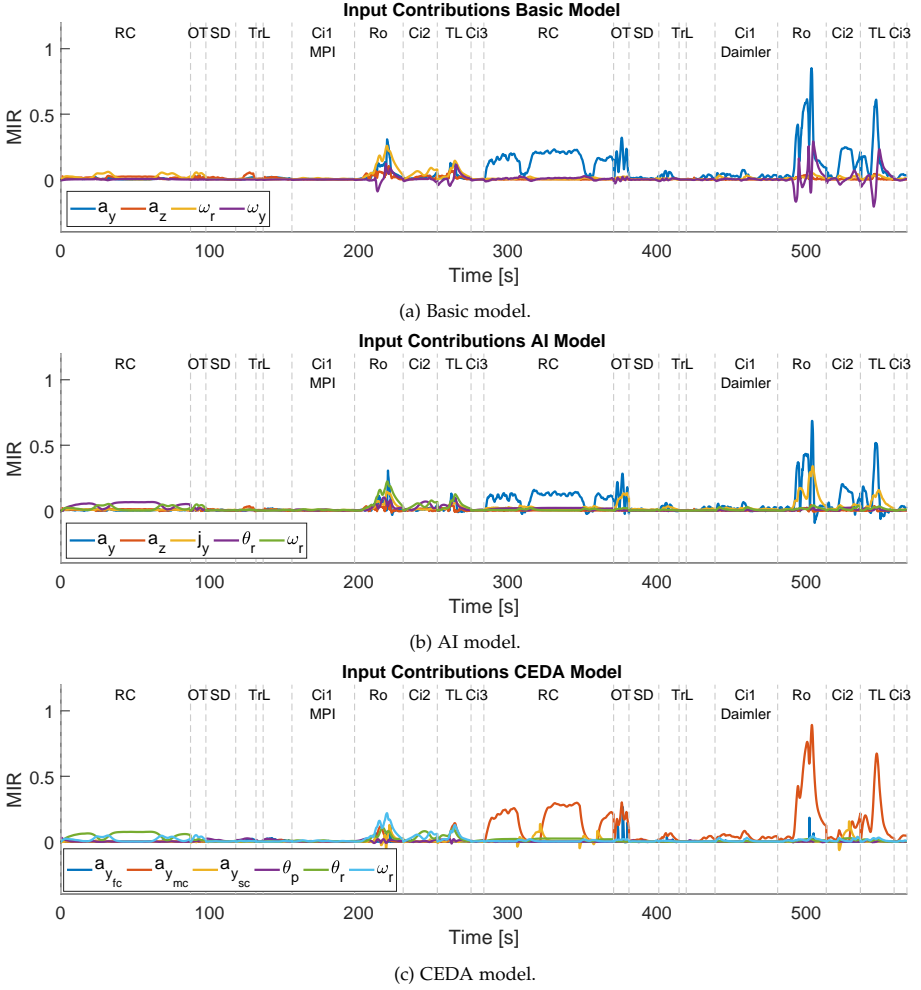 Input Contributions Basic Model
RC OT SD TrL Ci1 Ro Ci2 TL Ci3 RC OT SD TrL Ci1 Ro Ci2 TL Ci3
MPI Daimler
1
0.5
0
MIR
a_y a_z ω_r ω_y
0 100 200 300 400 500
Time [s]
(a) Basic model.
Input Contributions AI Model
RC OT SD TrL Ci1 Ro Ci2 TL Ci3 RC OT SD TrL Ci1 Ro Ci2 TL Ci3
MPI Daimler
1
0.5
0
MIR
a_y a_z j_y θ_r ω_r
0 100 200 300 400 500
Time [s]
(b) AI model.
Input Contributions CEDA Model
RC OT SD TrL Ci1 Ro Ci2 TL Ci3 RC OT SD TrL Ci1 Ro Ci2 TL Ci3
MPI Daimler
1
0.5
0
MIR
a_y_fc a_y_mc a_y_sc θ_p θ_r ω_r
0 100 200 300 400 500
Time [s]
(c) CEDA model.